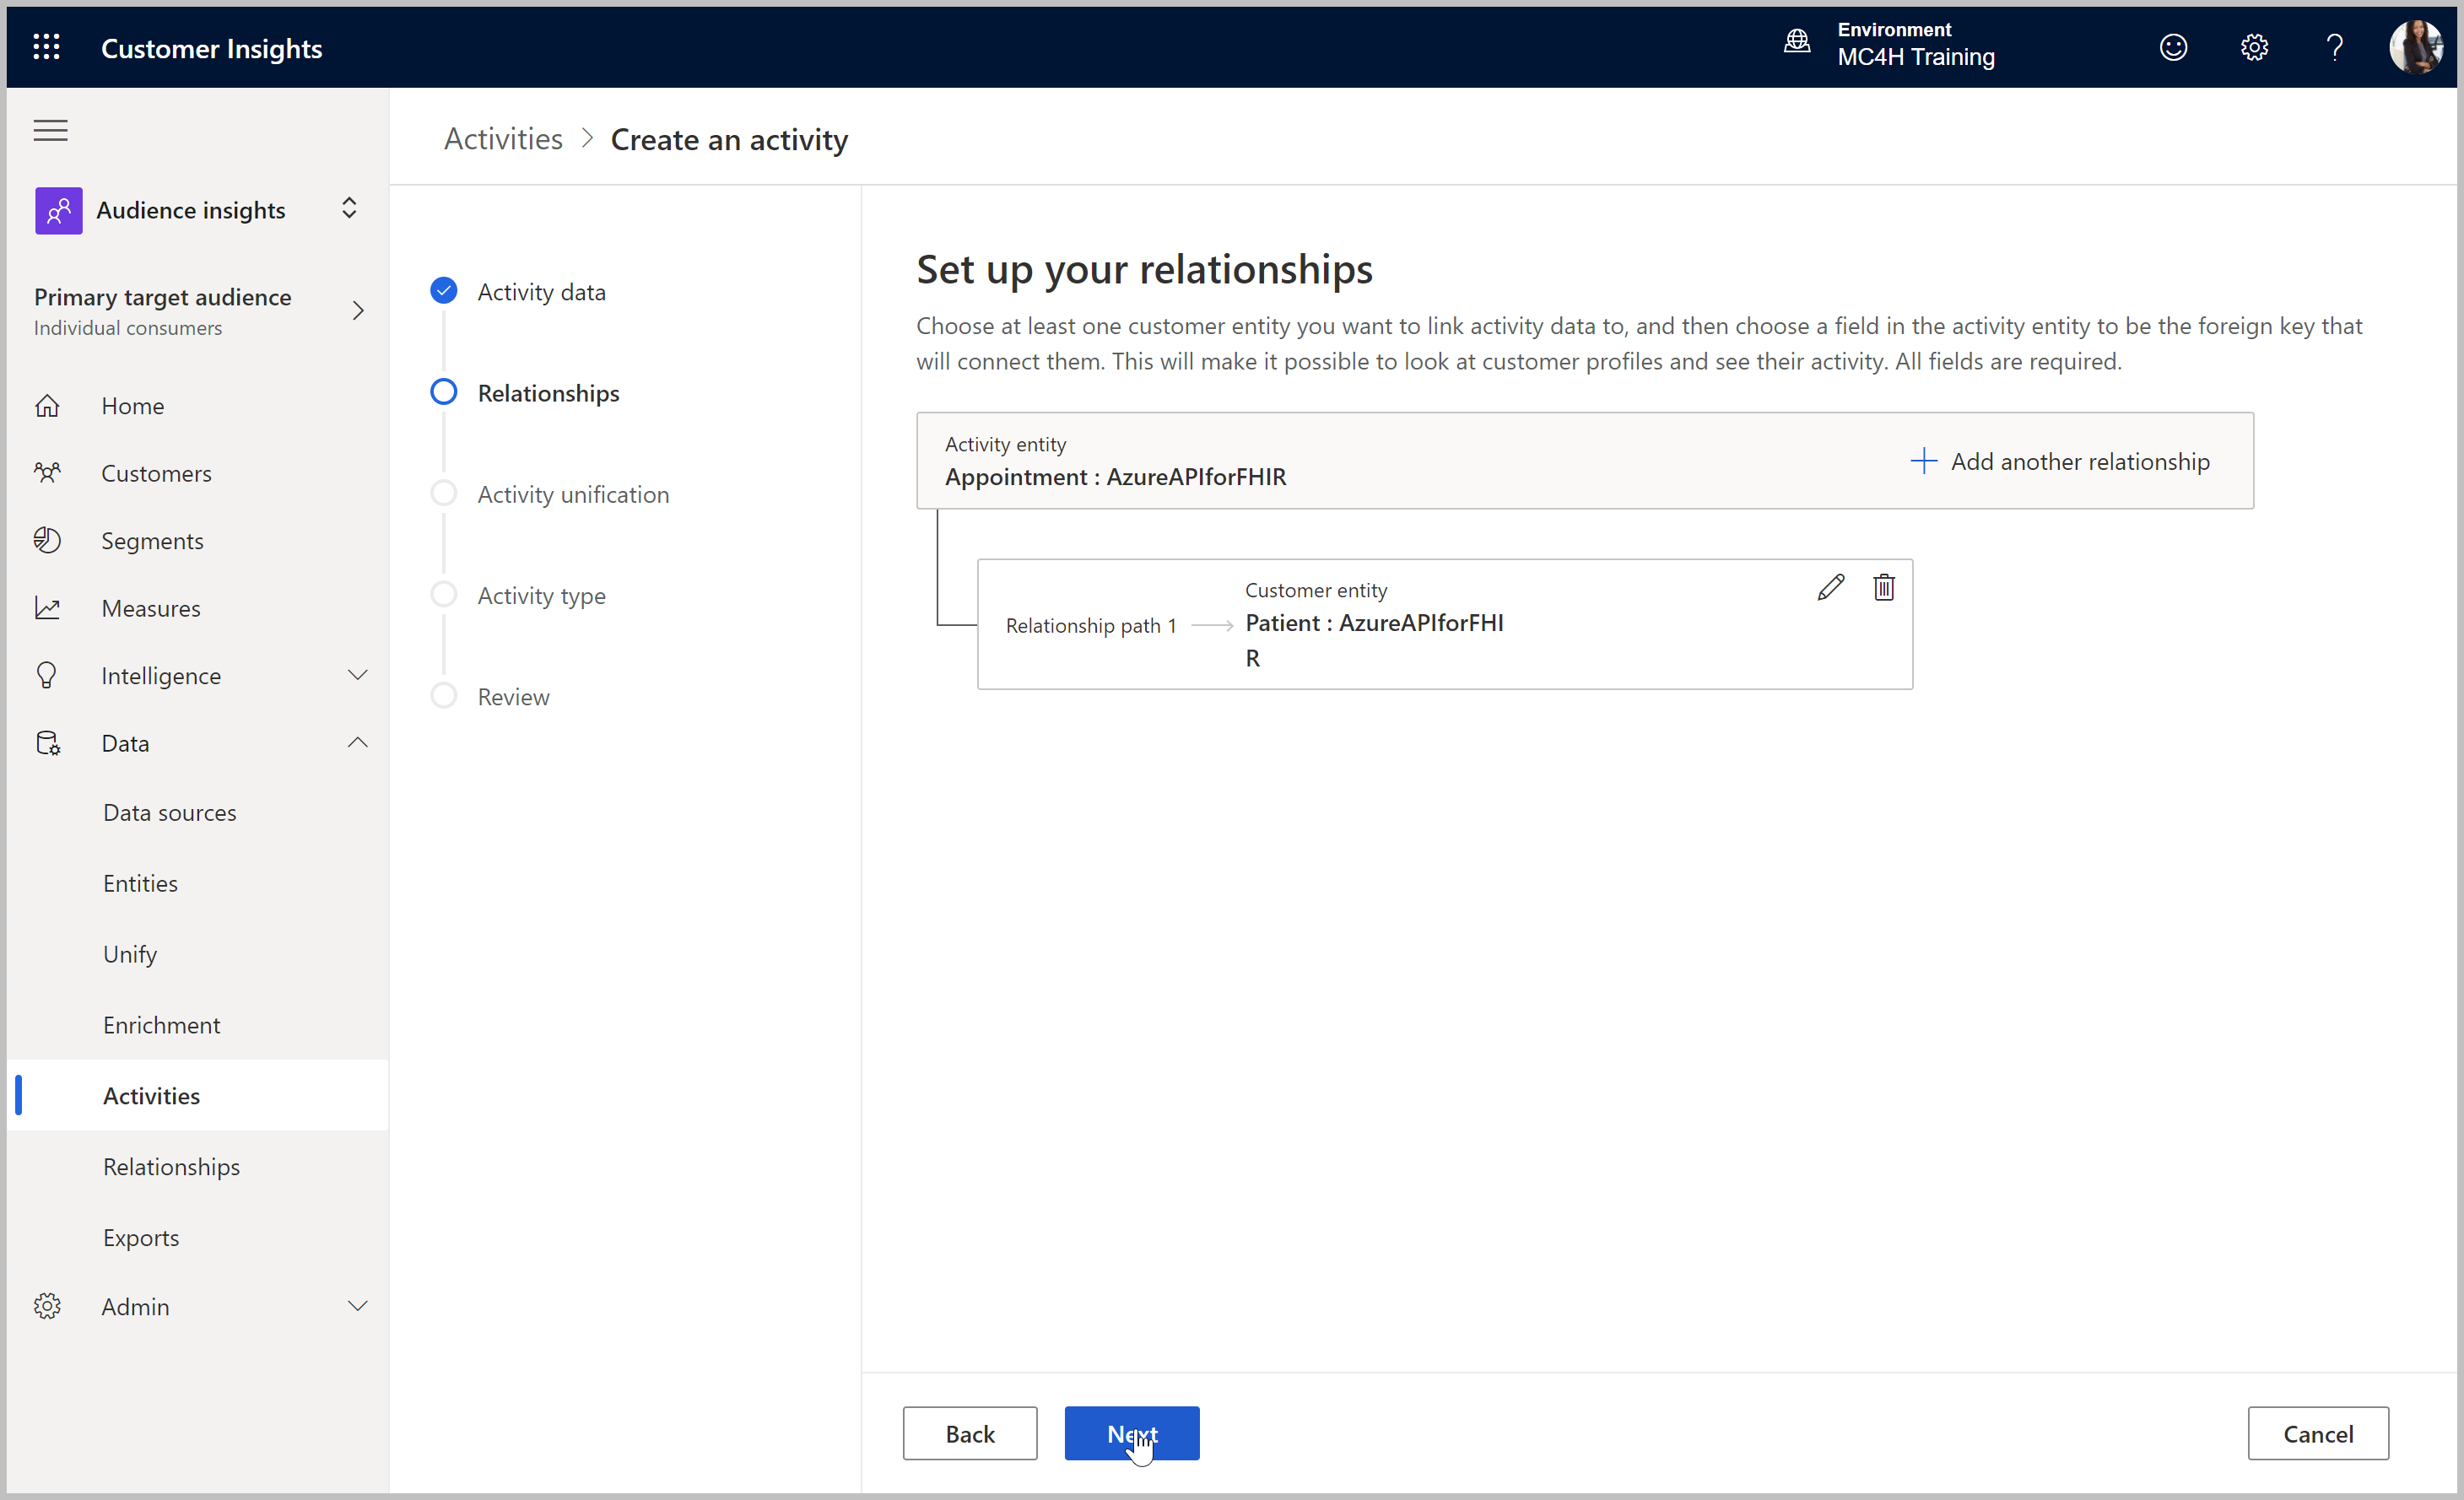 Customer Insights
Environment
MC4H Training
Audience insights
Primary target audience
Individual consumers
Home
Customers
Segments
Measures
Intelligence
Data
Data sources
Entities
Unify
Enrichment
Activities
Relationships
Exports
Admin
Activities > Create an activity
Activity data
Relationships
Activity unification
Activity type
Review
Set up your relationships
Choose at least one customer entity you want to link activity data to, and then choose a field in the activity entity to be the foreign key that
will connect them. This will make it possible to look at customer profiles and see their activity. All fields are required.
Activity entity
Appointment : AzureAPIforFHIR
Add another relationship
Relationship path 1
Customer entity
Patient : AzureAPIforFHI
R
Back
Next
Cancel